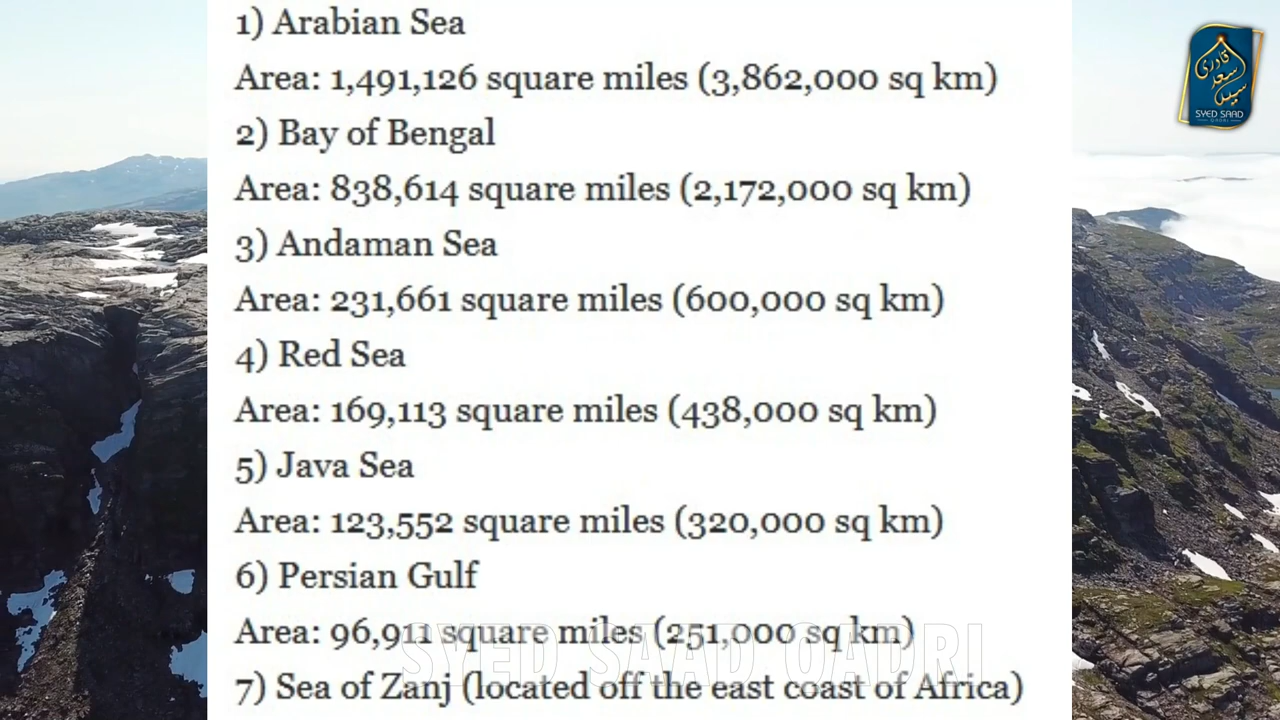 1) Arabian Sea
Area: 1,491,126 square miles (3,862,000 sq km)
2) Bay of Bengal
Area: 838,614 square miles (2,172,000 sq km)
3) Andaman Sea
Area: 231,661 square miles (600,000 sq km)
4) Red Sea
Area: 169,113 square miles (438,000 sq km)
5) Java Sea
Area: 123,552 square miles (320,000 sq km)
6) Persian Gulf
Area: 96,911 square miles (251,000 sq km)
7) Sea of Zanj (located off the east coast of Africa)
سید سعد قادری
SYED SAAD
QADRI
SYED SAAD QADRI